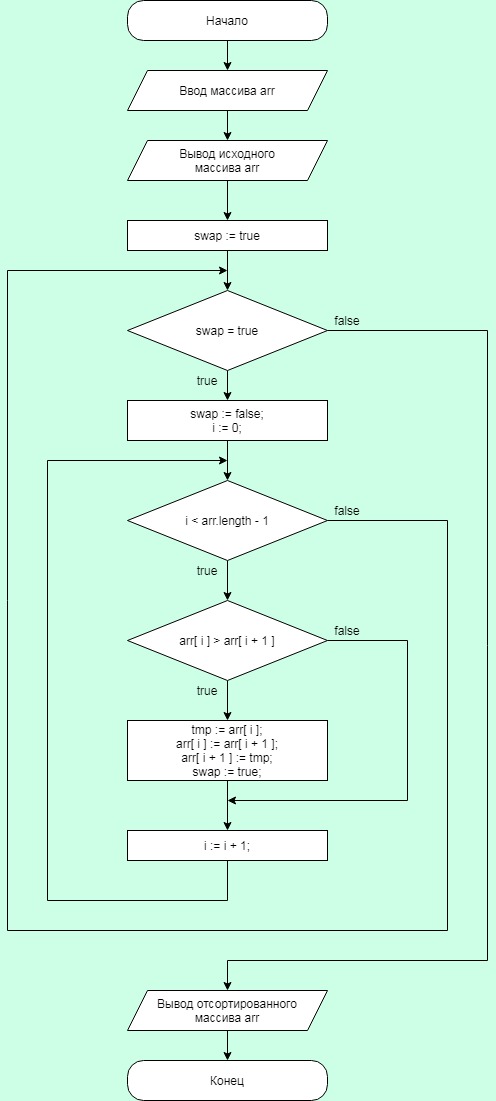 Начало
Ввод массива arr
Вывод исходного
массива arr
swap := true
swap = true
false
true
swap := false;
i := 0;
i < arr.length - 1
false
true
arr[ i ] > arr[ i + 1 ]
false
true
tmp := arr[ i ];
arr[ i ] := arr[ i + 1 ];
arr[ i + 1 ] := tmp;
swap := true;
i := i + 1;
Вывод отсортированного
массива arr
Конец